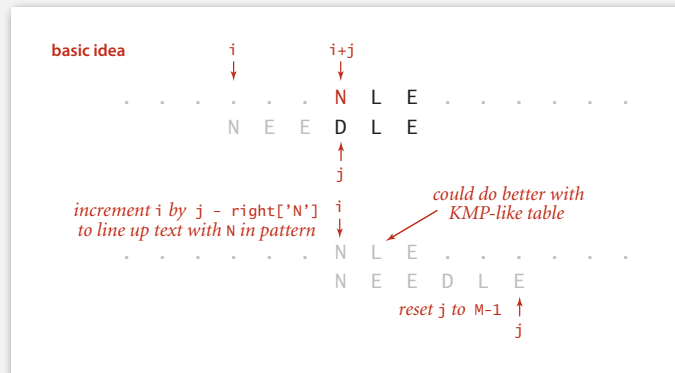 basic idea i i+j
. . . . . . N L E . . . . . .
N E E D L E
j
increment i by j - right['N']
to line up text with N in pattern
i
could do better with
KMP-like table
. . . . . . N L E . . . . . .
N E E D L E
reset j to M-1
j